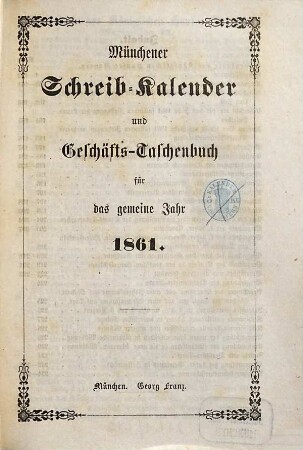 Münchener
Schreib-Kalender
und
Geſchäfts-Taſchenbuch
für
das gemeine Jahr
1861.
München. Georg Franz.